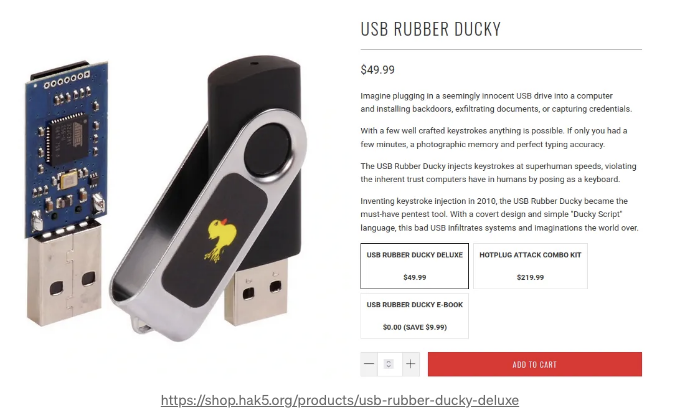 USB RUBBER DUCKY
$49.99
Imagine plugging in a seemingly innocent USB drive into a computer
and installing backdoors, exfiltrating documents, or capturing credentials.
With a few well crafted keystrokes anything is possible. If only you had a
few minutes, a photographic memory and perfect typing accuracy.
The USB Rubber Ducky injects keystrokes at superhuman speeds, violating
the inherent trust computers have in humans by posing as a keyboard.
Inventing keystroke injection in 2010, the USB Rubber Ducky became the
must-have pentest tool. With a covert design and simple "Ducky Script"
language, this bad USB infiltrates systems and imaginations the world over.
USB RUBBER DUCKY DELUXE
$49.99
HOTPLUG ATTACK COMBO KIT
$219.99
USB RUBBER DUCKY E-BOOK
$0.00 (SAVE $9.99)
ADD TO CART
https://shop.hak5.org/products/usb-rubber-ducky-deluxe